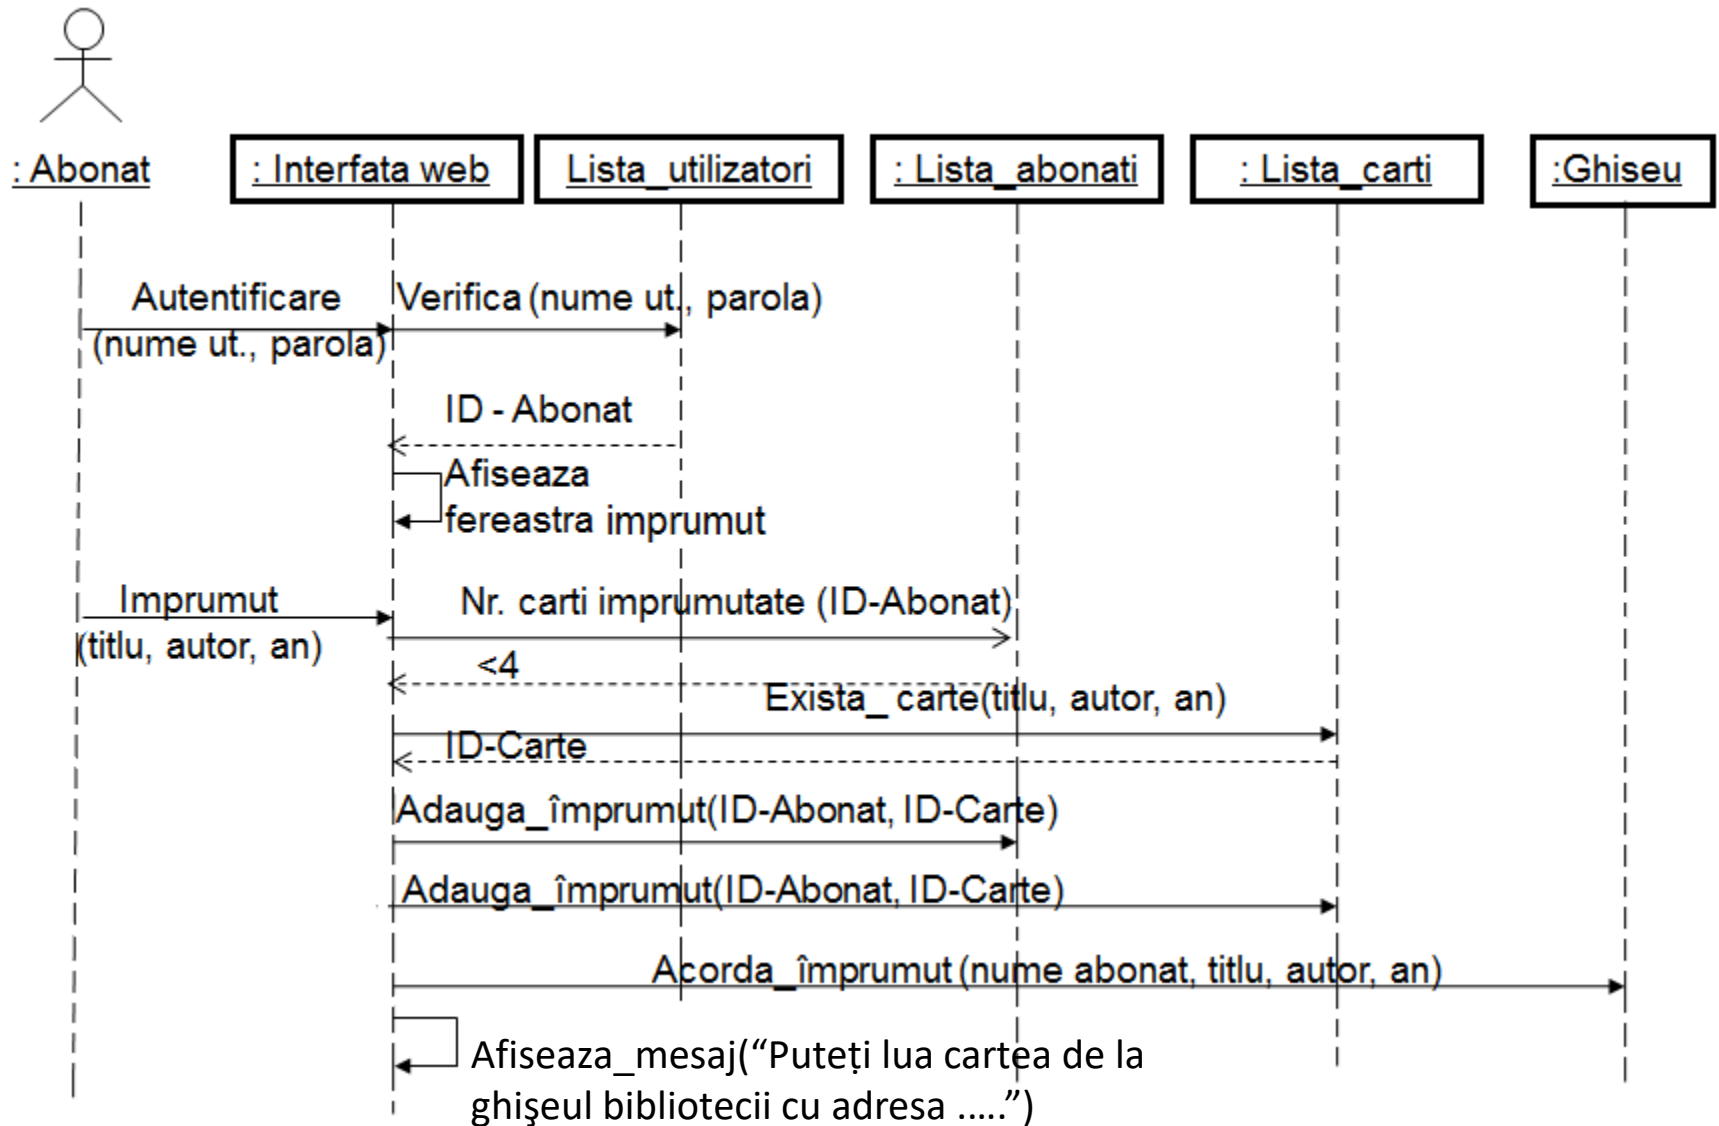 : Abonat
: Interfata web
Lista_utilizatori
: Lista_abonati
: Lista_carti
:Ghiseu
Autentificare
(nume ut., parola)
Verifica (nume ut., parola)
ID - Abonat
Afiseaza
fereastra imprumut
Imprumut
(titlu, autor, an)
Nr. carti imprumutate (ID-Abonat)
<4
Exista_ carte(titlu, autor, an)
ID-Carte
Adauga_împrumut(ID-Abonat, ID-Carte)
Adauga_împrumut(ID-Abonat, ID-Carte)
Acorda_împrumut (nume abonat, titlu, autor, an)
Afiseaza_mesaj(“Puteți lua cartea de la
ghişeul bibliotecii cu adresa .....”)